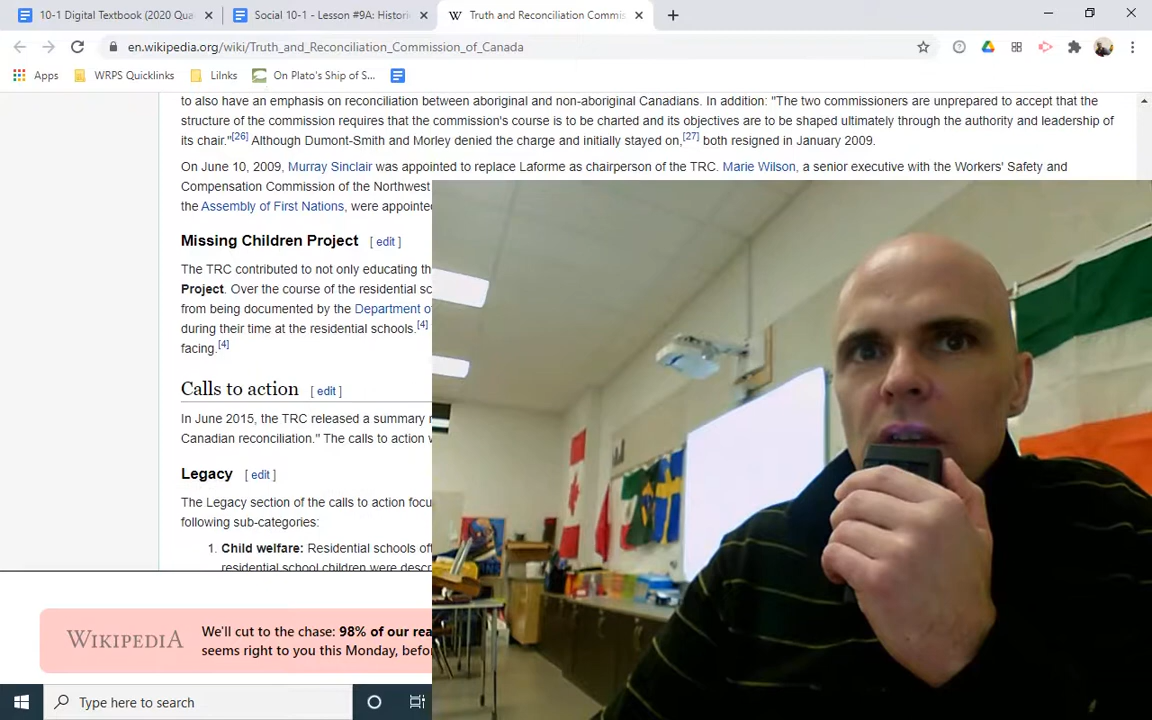 10-1 Digital Textbook (2020 Qua
Social 10-1 - Lesson #9A: Histori
Truth and Reconciliation Commis
en.wikipedia.org/wiki/Truth_and_Reconciliation_Commission_of_Canada
Apps
WRPS Quicklinks
LiInks
On Plato's Ship of S...
to also have an emphasis on reconciliation between aboriginal and non-aboriginal Canadians. In addition: "The two commissioners are unprepared to accept that the
structure of the commission requires that the commission's course is to be charted and its objectives are to be shaped ultimately through the authority and leadership of
its chair."[26] Although Dumont-Smith and Morley denied the charge and initially stayed on,[27] both resigned in January 2009.
On June 10, 2009, Murray Sinclair was appointed to replace Laforme as chairperson of the TRC. Marie Wilson, a senior executive with the Workers' Safety and
Compensation Commission of the Northwest
the Assembly of First Nations, were appointe
Missing Children Project [ edit ]
The TRC contributed to not only educating th
Project. Over the course of the residential sc
from being documented by the Department o
during their time at the residential schools.[4]
facing.[4]
Calls to action [ edit ]
In June 2015, the TRC released a summary r
Canadian reconciliation." The calls to action w
Legacy [ edit ]
The Legacy section of the calls to action focu
following sub-categories:
1. Child welfare: Residential schools of
residential school children were descr
WIKIPEDIA
We'll cut to the chase: 98% of our rea
seems right to you this Monday, befo
Type here to search